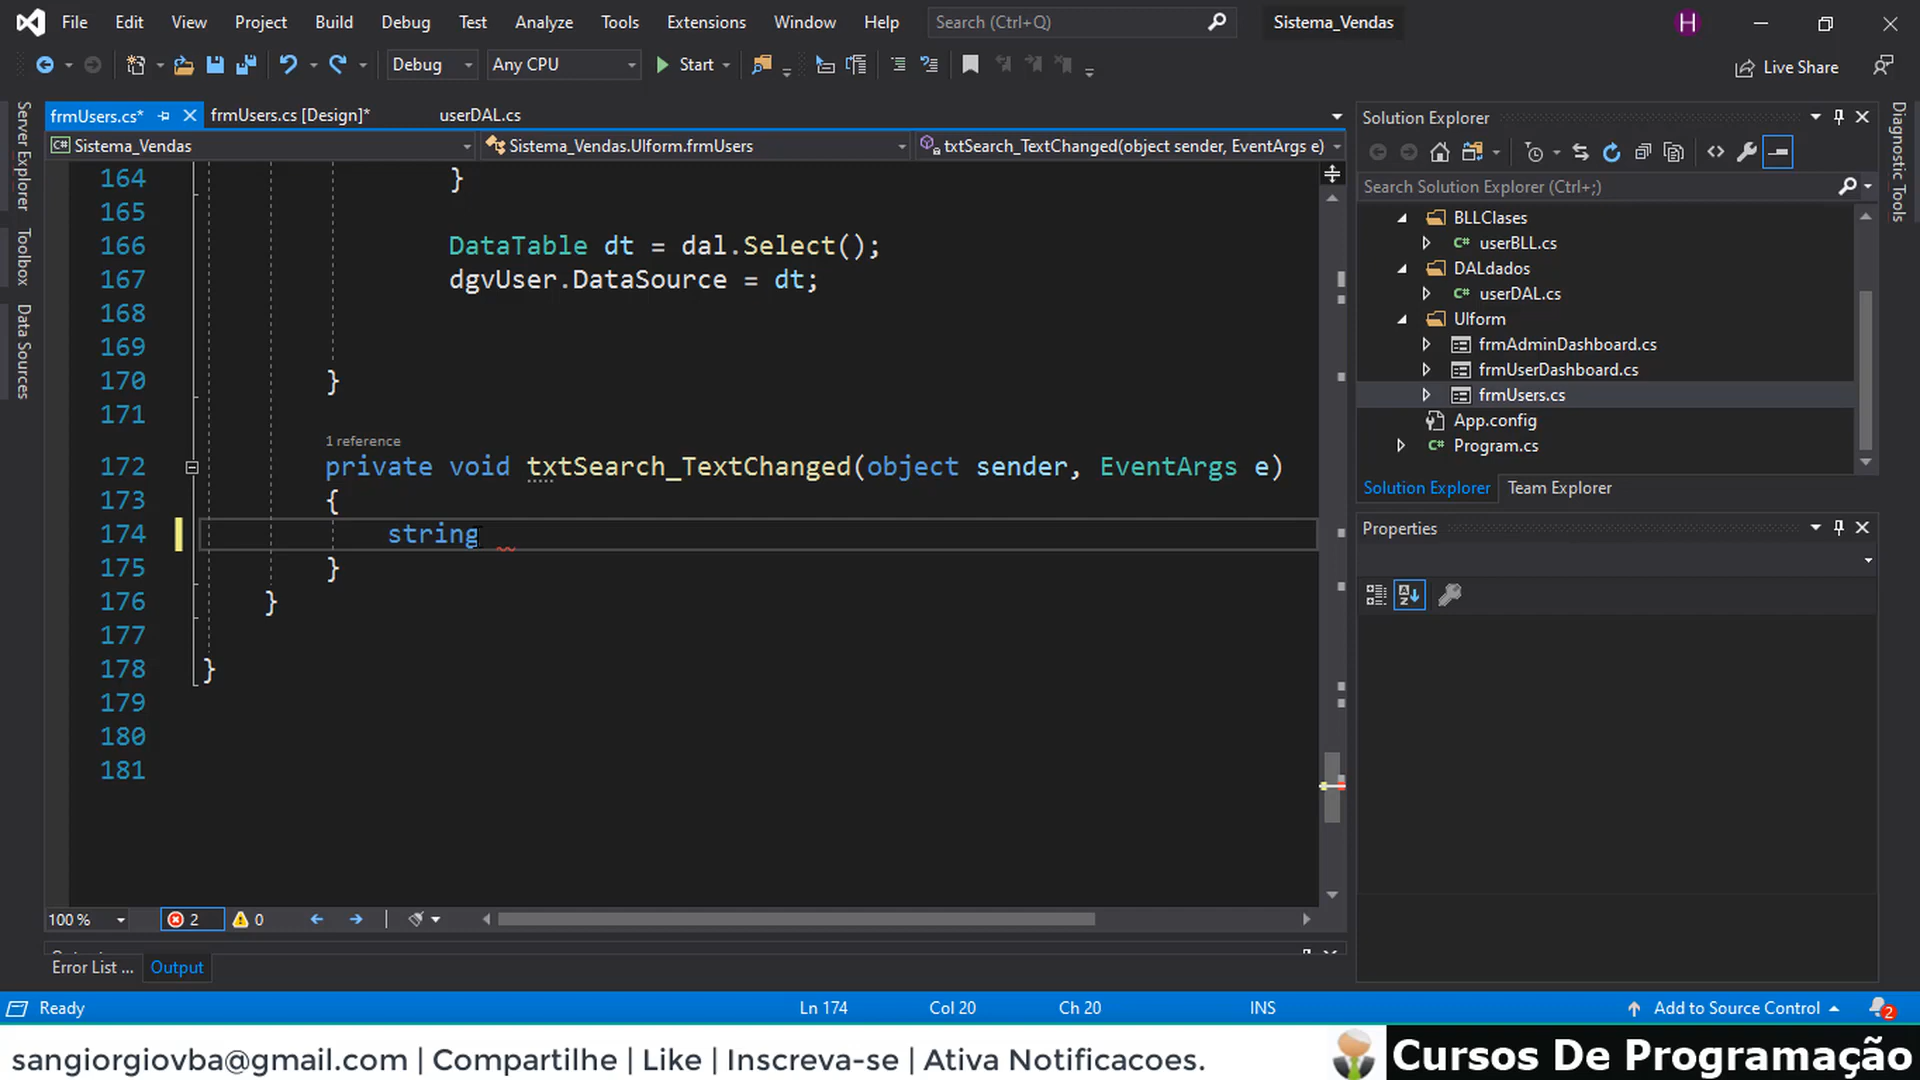 File Edit View Project Build Debug Test Analyze Tools Extensions Window Help Search (Ctrl+Q) Sistema_Vendas H
Debug Any CPU Start Live Share
frmUsers.cs* frmUsers.cs [Design]* userDAL.cs
Sistema_Vendas Sistema_Vendas.UIform.frmUsers txtSearch_TextChanged(object sender, EventArgs e)
Server Explorer
Toolbox
Data Sources
164 }
165
166 DataTable dt = dal.Select();
167 dgvUser.DataSource = dt;
168
169
170 }
171
1 reference
172 private void txtSearch_TextChanged(object sender, EventArgs e)
173 {
174 string
175 }
176 }
177
178 }
179
180
181
100 % 2 0
Error List ... Output
Solution Explorer
Search Solution Explorer (Ctrl+;)
BLLClases
userBLL.cs
DALdados
userDAL.cs
UIform
frmAdminDashboard.cs
frmUserDashboard.cs
frmUsers.cs
App.config
Program.cs
Solution Explorer Team Explorer
Properties
Diagnostic Tools
Ready Ln 174 Col 20 Ch 20 INS Add to Source Control 2
sangiorgiovba@gmail.com | Compartilhe | Like | Inscreva-se | Ativa Notificacoes. Cursos De Programação